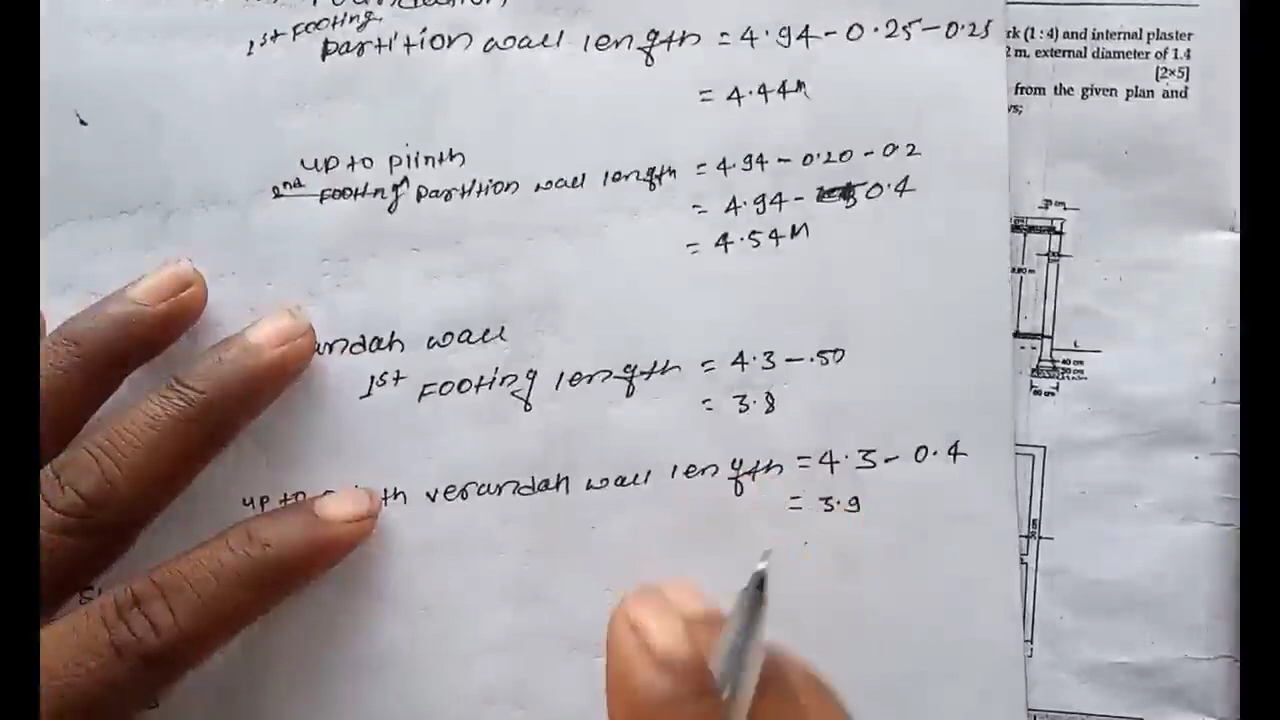 1st Footing
partition wall length = 4.94 - 0.25 - 0.25
= 4.44M
up to plinth
2nd Footing partition wall length = 4.94 - 0.20 - 0.2
= 4.94 - 0.4
= 4.54M
wall
1st Footing length = 4.3 - .50
= 3.8
up to verandah wall length = 4.3 - 0.4
= 3.9
rk (1 : 4) and internal plaster
2 m, external diameter of 1.4
[2×5]
from the given plan and
ws;